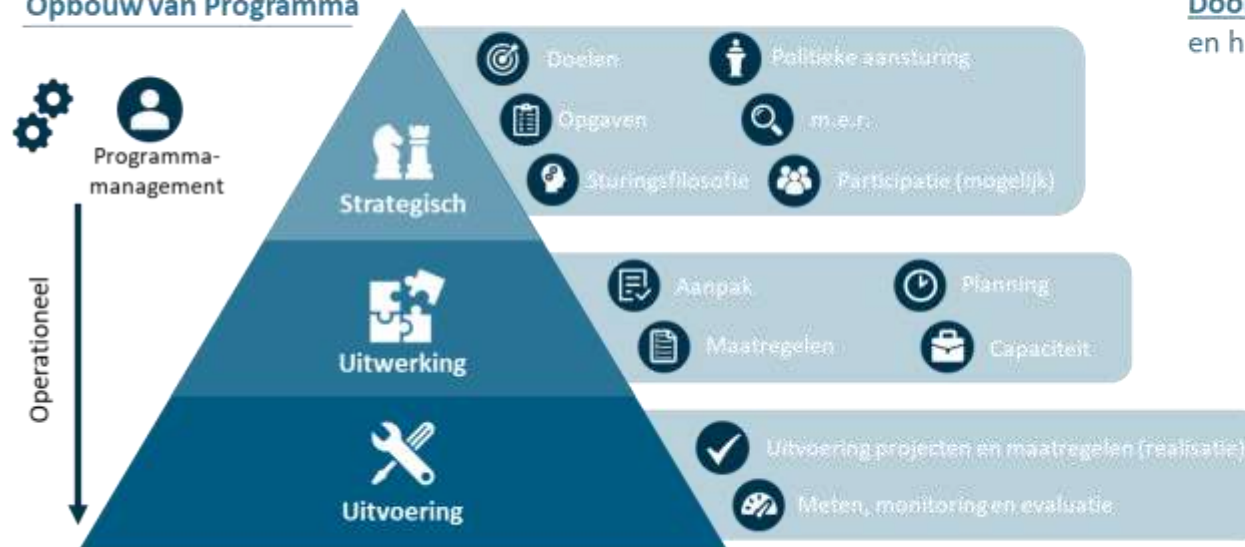 Opbouw van Programma
Doo
en h
Programma-
management
Operationeel
Strategisch
Doelen
Politieke aansturing
Opgaven
m.e.r.
Sturingsfilosofie
Participatie (mogelijk)
Uitwerking
Aanpak
Planning
Maatregelen
Capaciteit
Uitvoering
Uitvoering projecten en maatregelen (realisatie)
Meten, monitoring en evaluatie